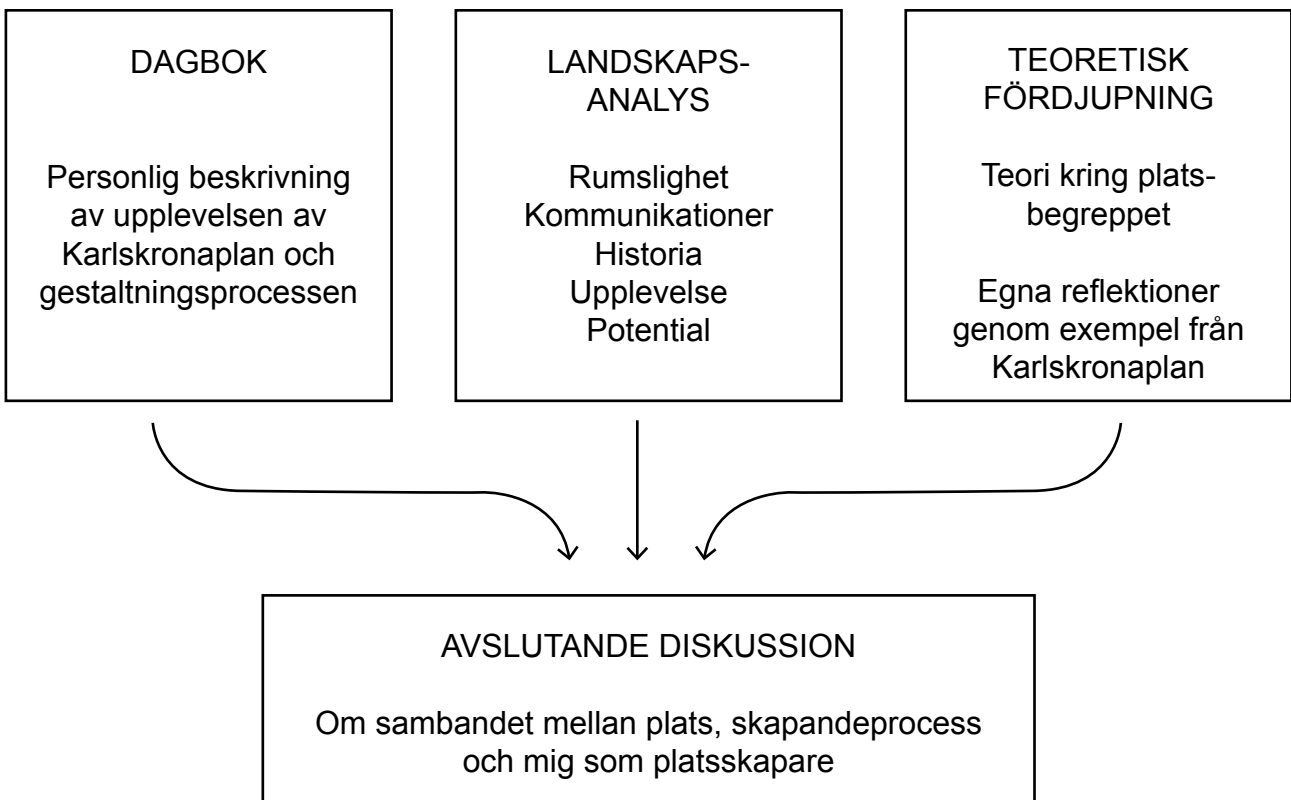 DAGBOK
Personlig beskrivning
av upplevelsen av
Karlskronaplan och
gestaltningsprocessen
LANDSKAPS-
ANALYS
Rumslighet
Kommunikationer
Historia
Upplevelse
Potential
TEORETISK
FÖRDJUPNING
Teori kring plats-
begreppet
Egna reflektioner
genom exempel från
Karlskronaplan
AVSLUTANDE DISKUSSION
Om sambandet mellan plats, skapandeprocess
och mig som platsskapare